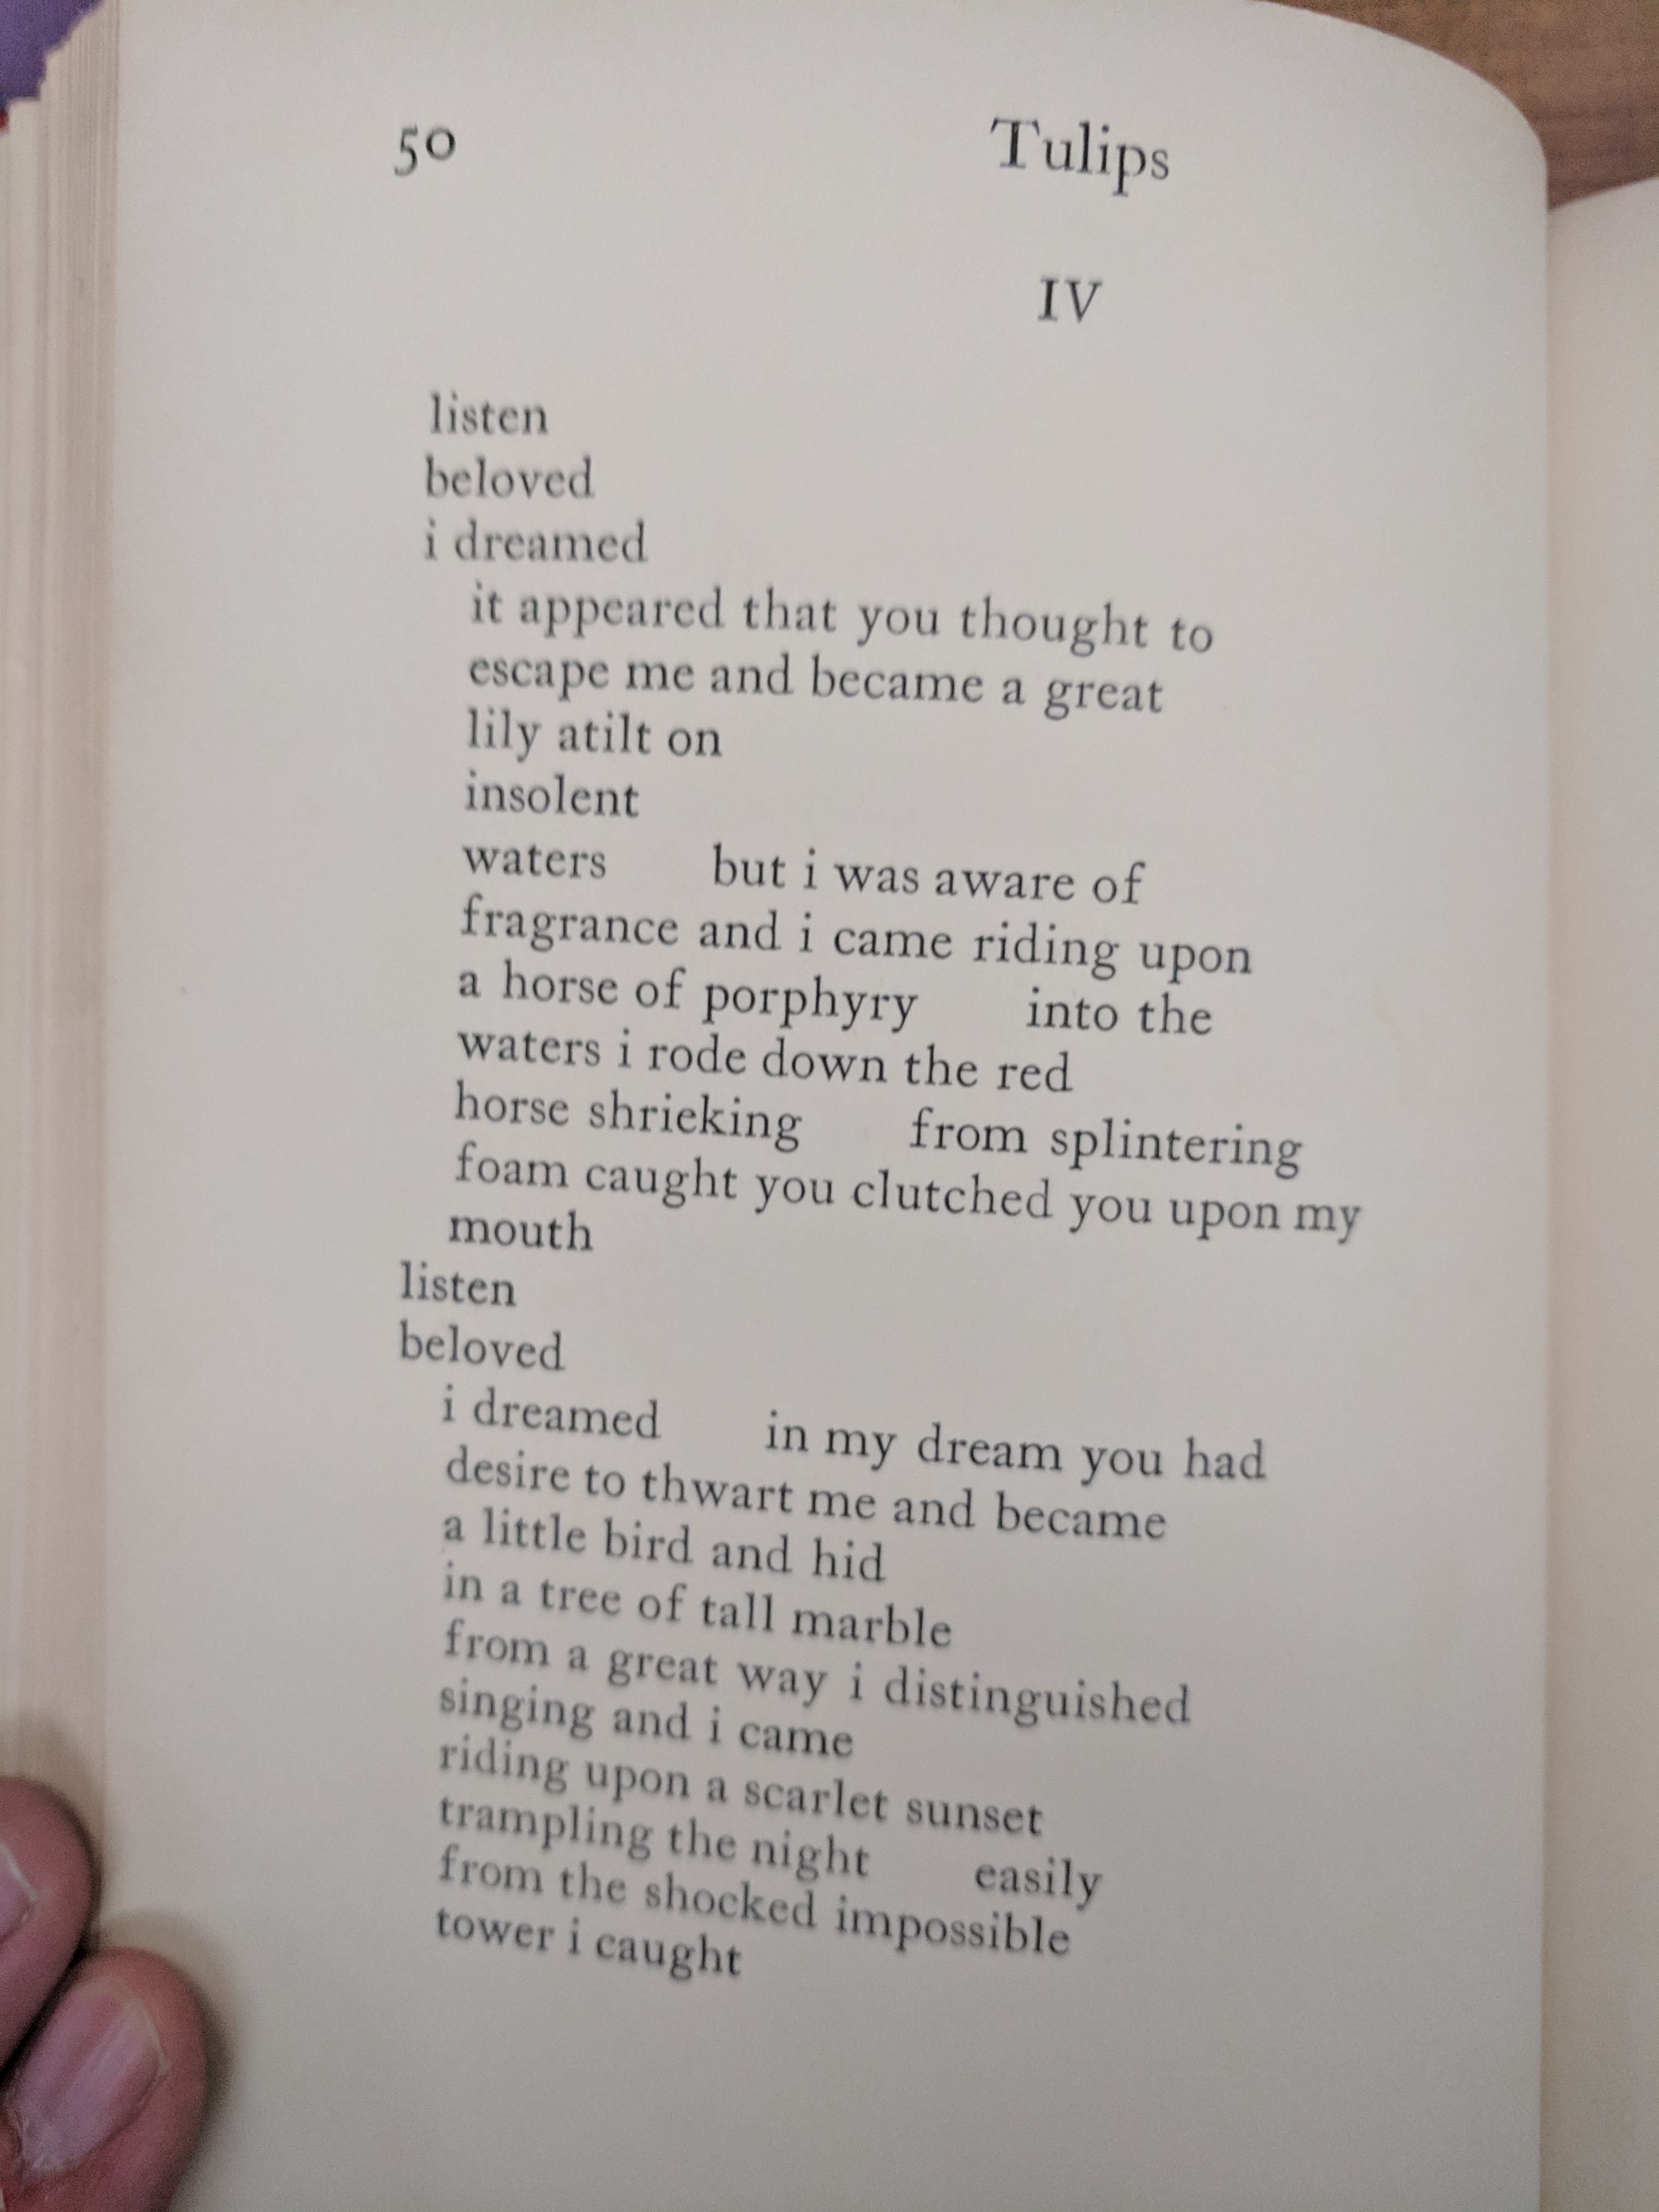 50 Tulips
IV
listen
beloved
i dreamed
it appeared that you thought to
escape me and became a great
lily atilt on
insolent
waters but i was aware of
fragrance and i came riding upon
a horse of porphyry into the
waters i rode down the red
horse shrieking from splintering
foam caught you clutched you upon my
mouth
listen
beloved
i dreamed in my dream you had
desire to thwart me and became
a little bird and hid
in a tree of tall marble
from a great way i distinguished
singing and i came
riding upon a scarlet sunset
trampling the night easily
from the shocked impossible
tower i caught